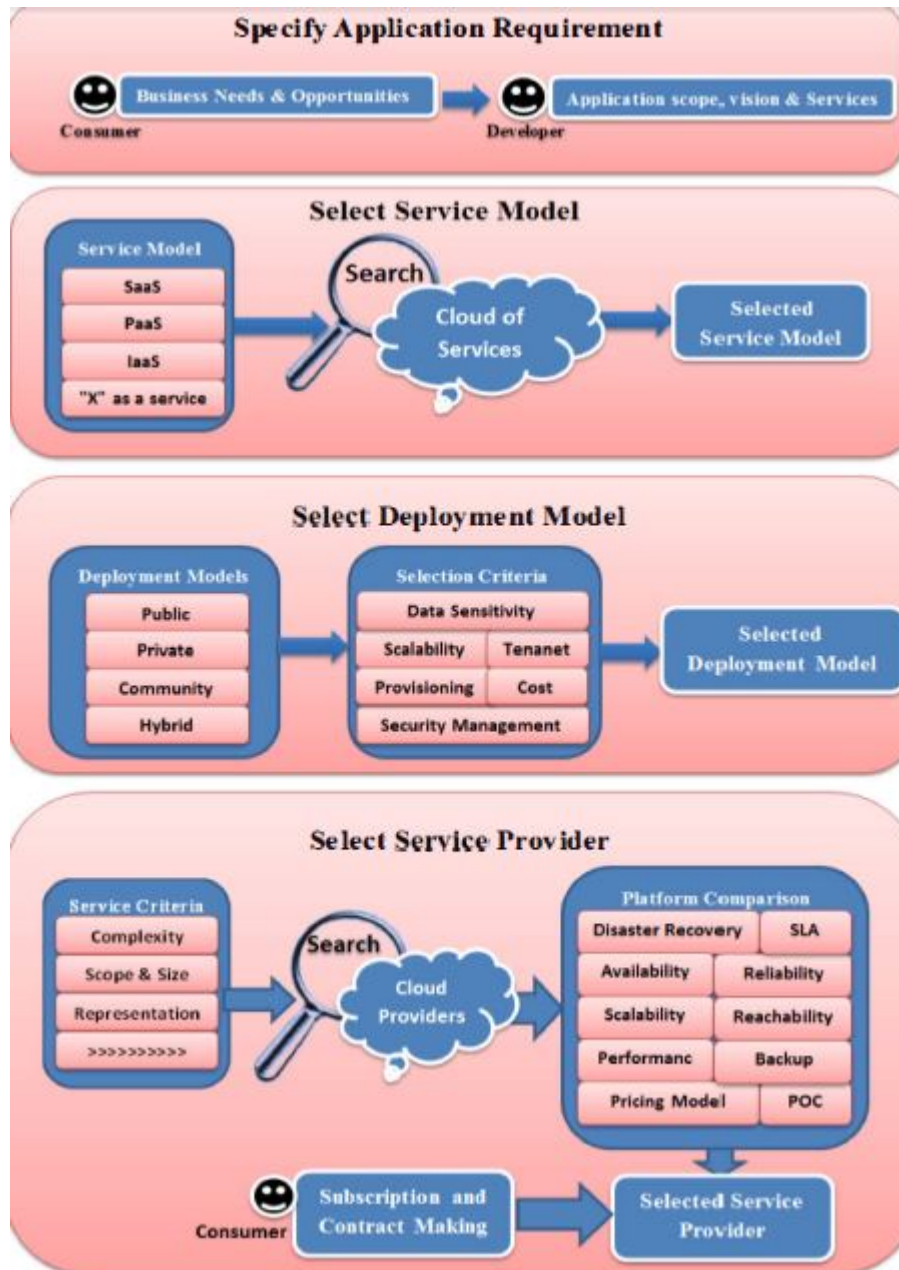 Specify Application Requirement
Business Needs & Opportunities
Application scope, vision & Services
Consumer
Developer
Select Service Model
Service Model
SaaS
PaaS
IaaS
"X" as a service
Search
Cloud of
Services
Selected
Service Model
Select Deployment Model
Deployment Models
Public
Private
Community
Hybrid
Selection Criteria
Data Sensitivity
Scalability
Tenanet
Provisioning
Cost
Security Management
Selected
Deployment Model
Select Service Provider
Service Criteria
Complexity
Scope & Size
Representation
>>>>>>>>>>
Search
Cloud
Providers
Platform Comparison
Disaster Recovery
SLA
Availability
Reliability
Scalability
Reachability
Performanc
Backup
Pricing Model
POC
Consumer
Subscription and
Contract Making
Selected Service
Provider